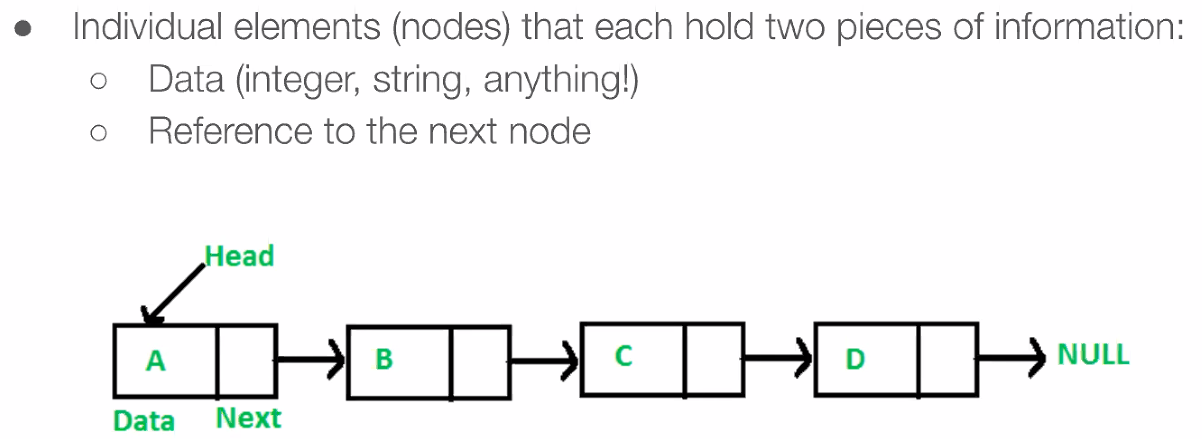 ● Individual elements (nodes) that each hold two pieces of information:
○ Data (integer, string, anything!)
○ Reference to the next node
Head
A B C D NULL
Data Next